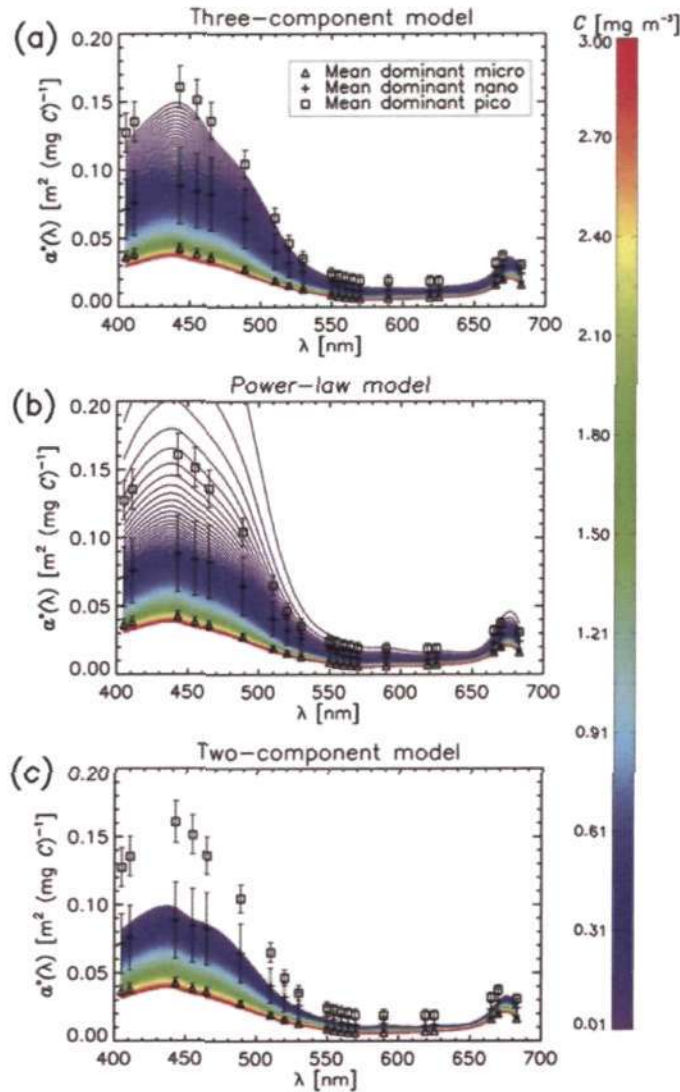 Three-component model
C [mg m⁻³]
(a)
0.20
0.15
0.10
0.05
0.00
α*(λ) [m² (mg C)⁻¹]
Mean dominant micro
Mean dominant nano
Mean dominant pico
400 450 500 550 600 650 700
λ [nm]
Power-law model
(b)
0.20
0.15
0.10
0.05
0.00
α*(λ) [m² (mg C)⁻¹]
400 450 500 550 600 650 700
λ [nm]
Two-component model
(c)
0.20
0.15
0.10
0.05
0.00
α*(λ) [m² (mg C)⁻¹]
400 450 500 550 600 650 700
λ [nm]
3.00
2.70
2.40
2.10
1.80
1.50
1.21
0.91
0.61
0.31
0.01